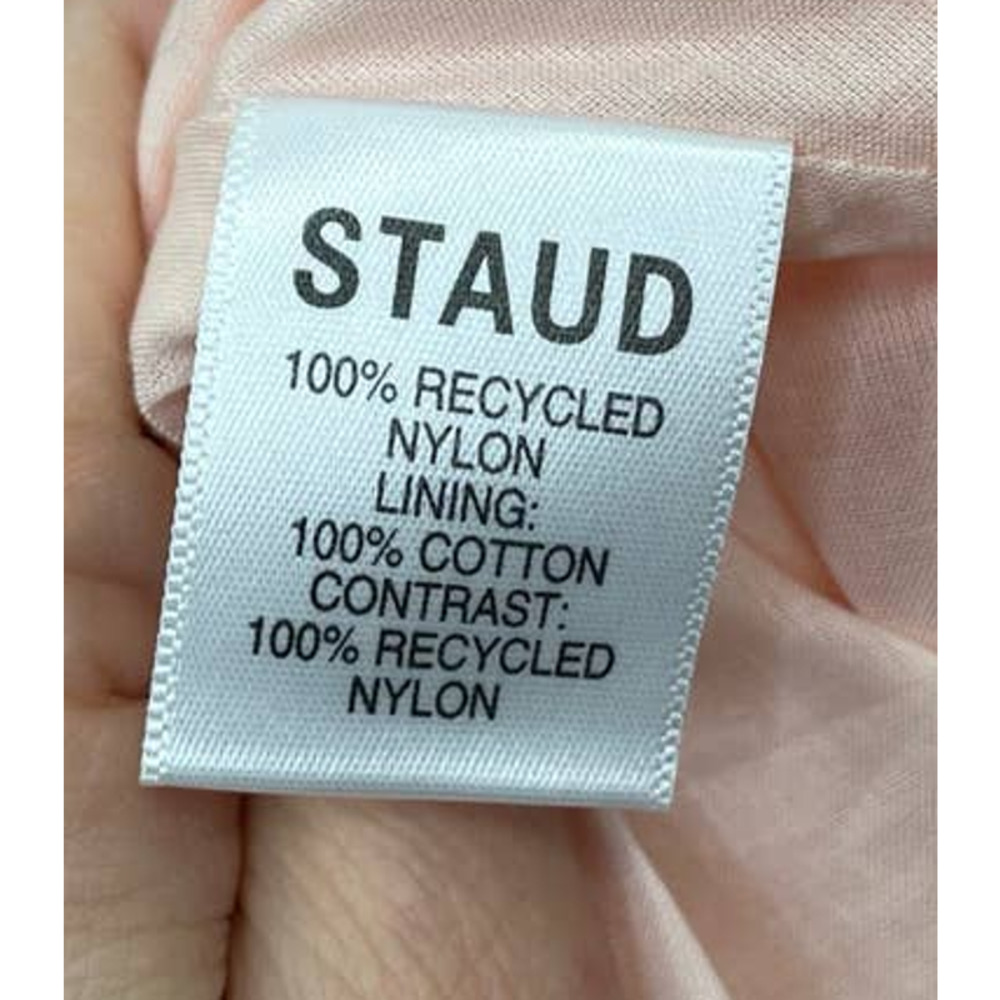 STAUD
100% RECYCLED
NYLON
LINING:
100% COTTON
CONTRAST:
100% RECYCLED
NYLON